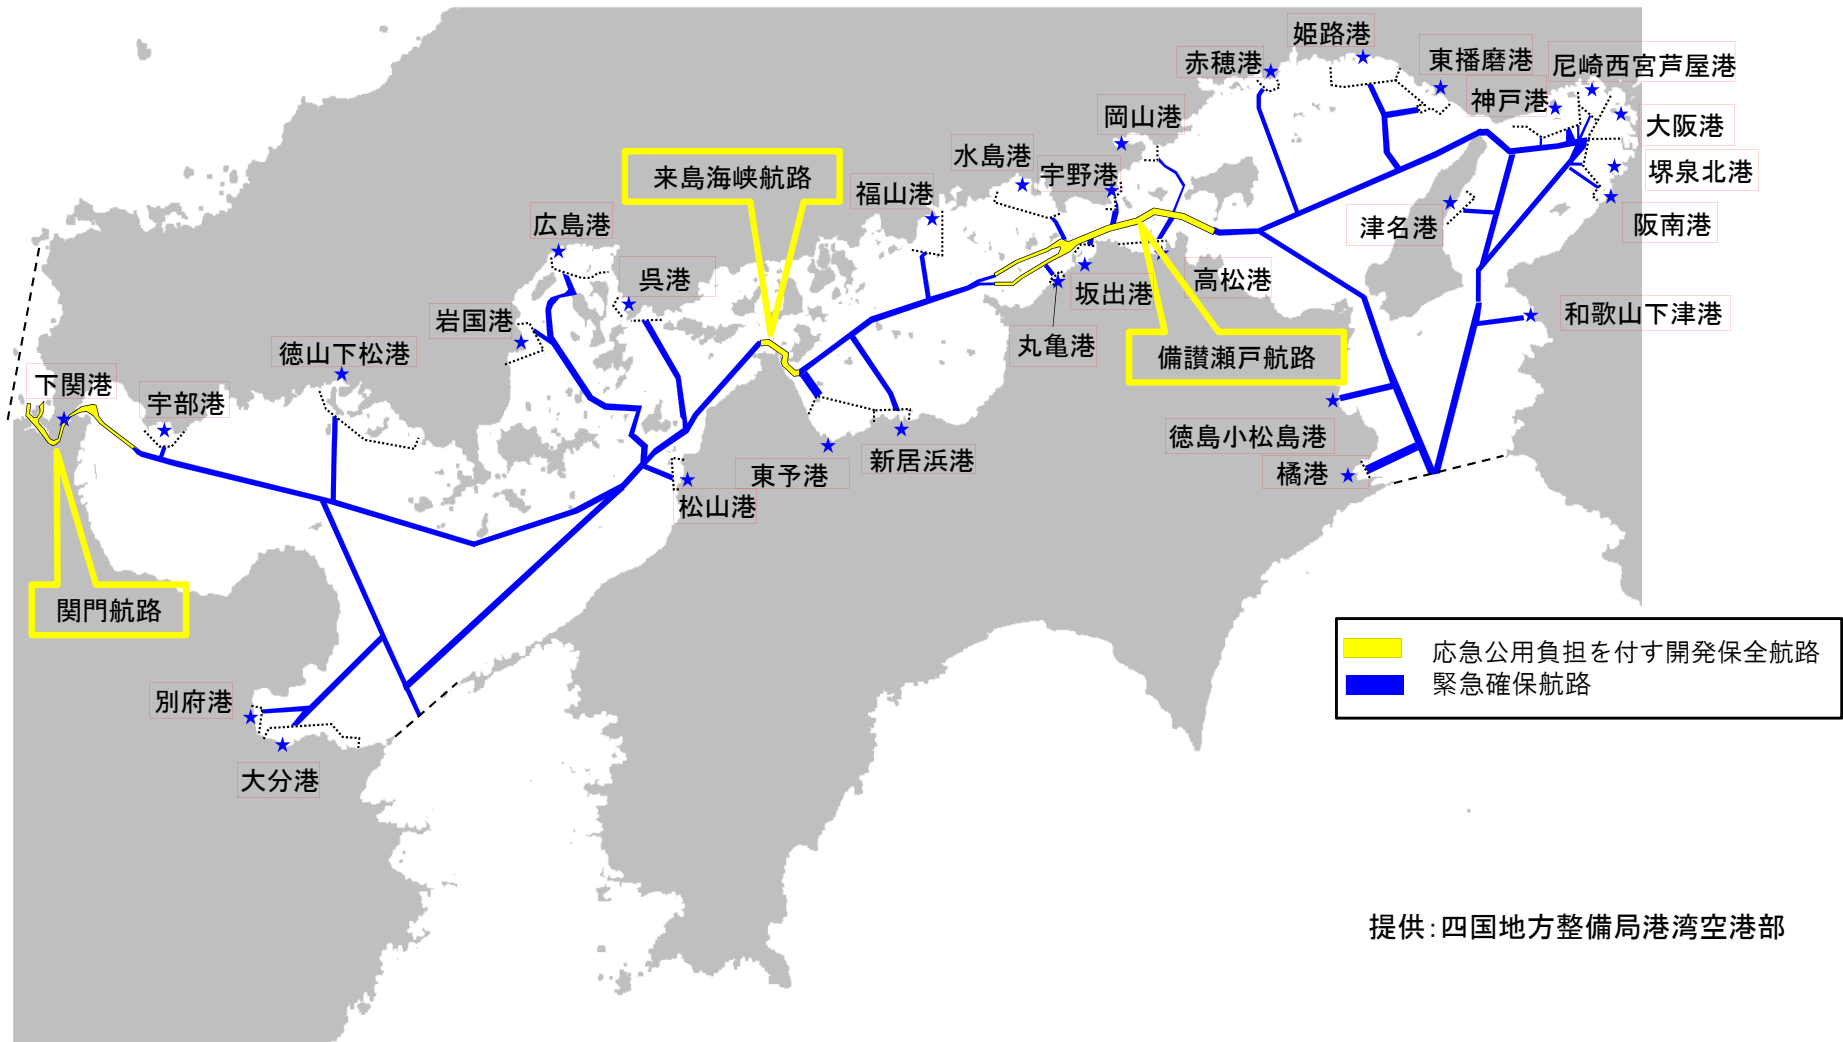 姫路港
赤穂港
東播磨港
尼崎西宮芦屋港
神戸港
岡山港
大阪港
水島港
宇野港
堺泉北港
来島海峡航路
福山港
津名港
阪南港
広島港
呉港
高松港
坂出港
和歌山下津港
岩国港
丸亀港
備讃瀬戸航路
徳山下松港
下関港
宇部港
徳島小松島港
橘港
東予港
新居浜港
松山港
関門航路
応急公用負担を付す開発保全航路
緊急確保航路
別府港
大分港
提供:四国地方整備局港湾空港部